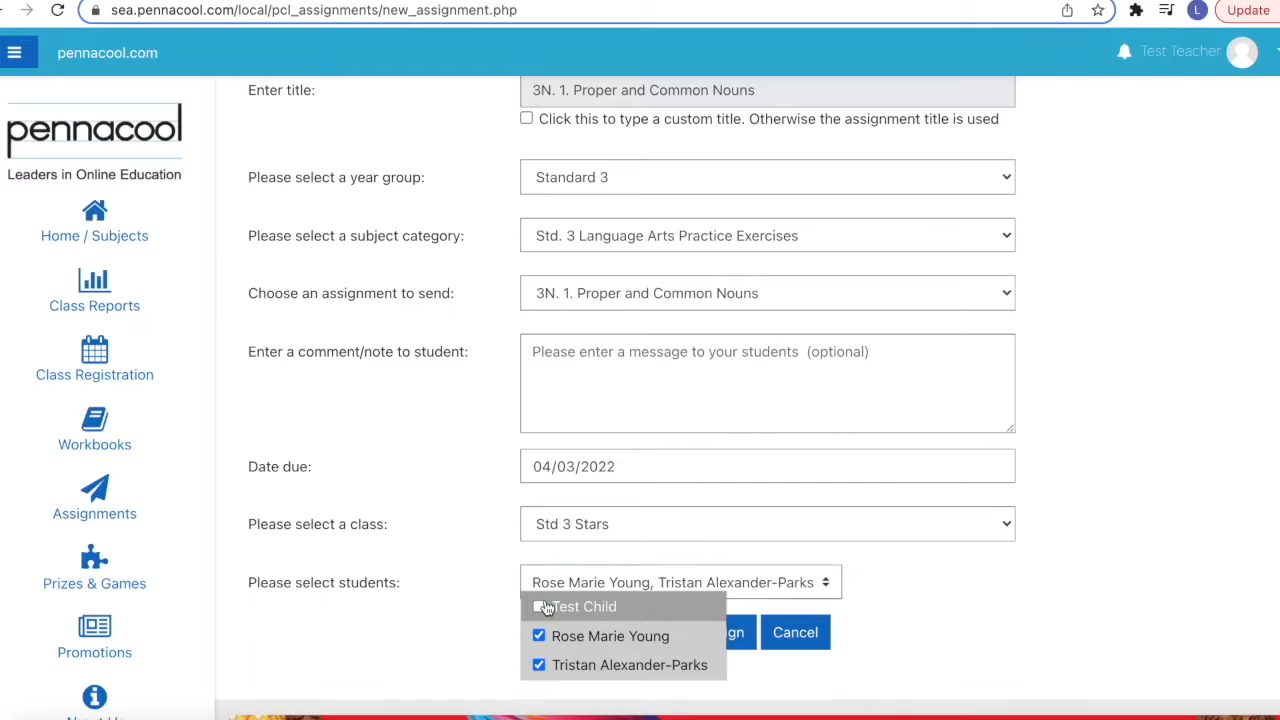 sea.pennacool.com/local/pcl_assignments/new_assignment.php
L
Update
pennacool.com
Test Teacher
pennacool
Leaders in Online Education
Home / Subjects
Class Reports
Class Registration
Workbooks
Assignments
Prizes & Games
Promotions
Enter title:
3N. 1. Proper and Common Nouns
Click this to type a custom title. Otherwise the assignment title is used
Please select a year group:
Standard 3
Please select a subject category:
Std. 3 Language Arts Practice Exercises
Choose an assignment to send:
3N. 1. Proper and Common Nouns
Enter a comment/note to student:
Please enter a message to your students (optional)
Date due:
04/03/2022
Please select a class:
Std 3 Stars
Please select students:
Rose Marie Young, Tristan Alexander-Parks
Test Child
Rose Marie Young
Tristan Alexander-Parks
gn
Cancel